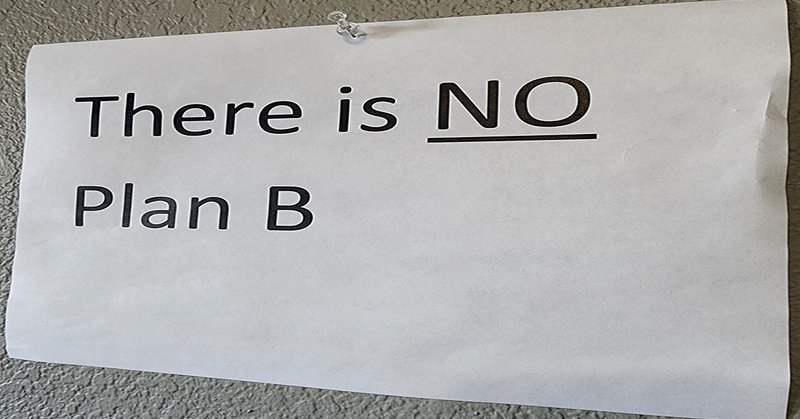 There is NO
Plan B